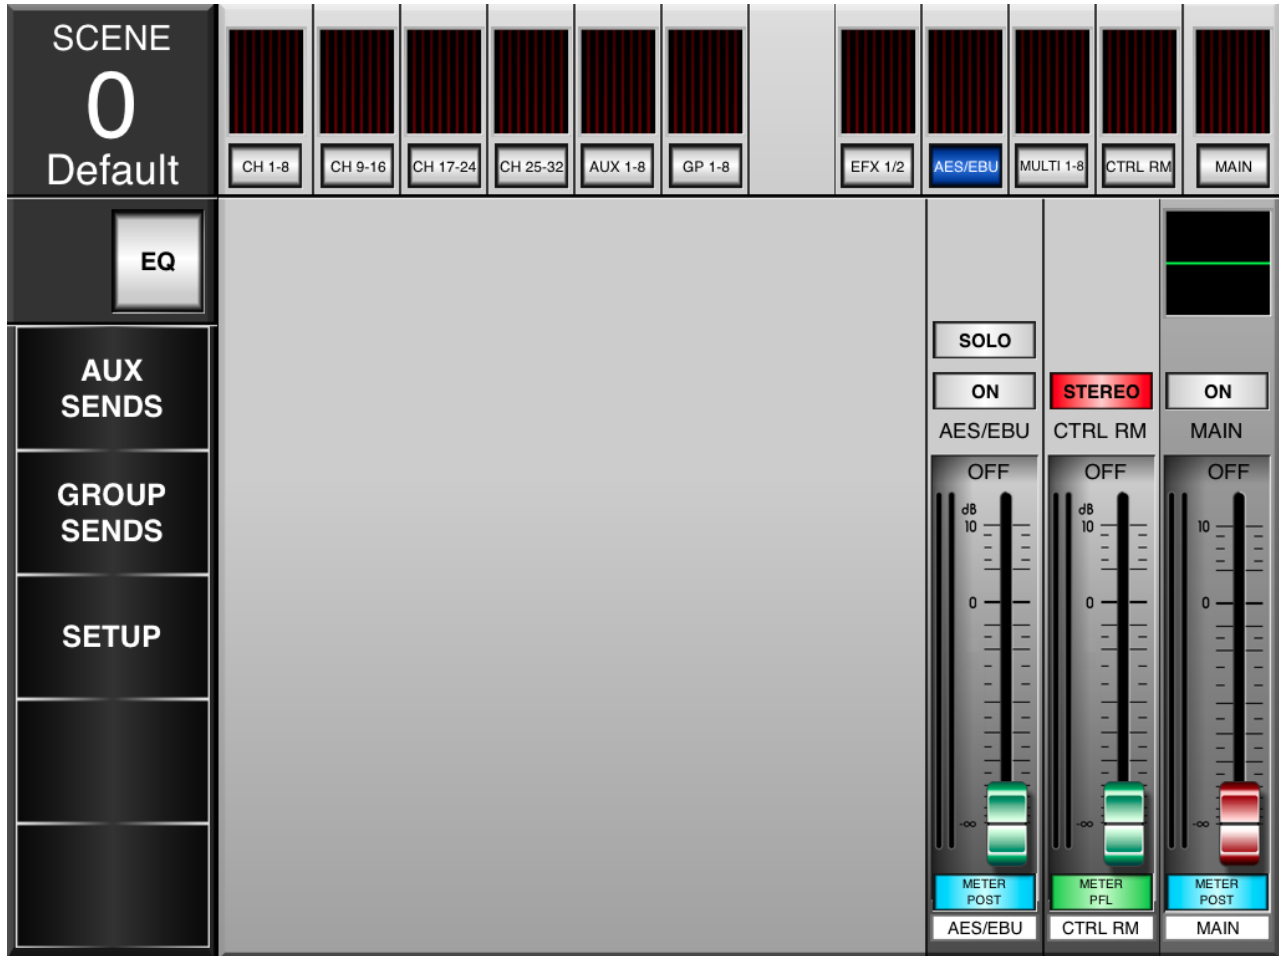 SCENE
0
Default
CH 1-8
CH 9-16
CH 17-24
CH 25-32
AUX 1-8
GP 1-8
EFX 1/2
AES/EBU
MULTI 1-8
CTRL RM
MAIN
EQ
AUX
SENDS
GROUP
SENDS
SETUP
SOLO
ON
AES/EBU
OFF
dB
10
0
-∞
METER
POST
AES/EBU
STEREO
CTRL RM
OFF
dB
10
0
-∞
METER
PFL
CTRL RM
ON
MAIN
OFF
10
0
-∞
METER
POST
MAIN